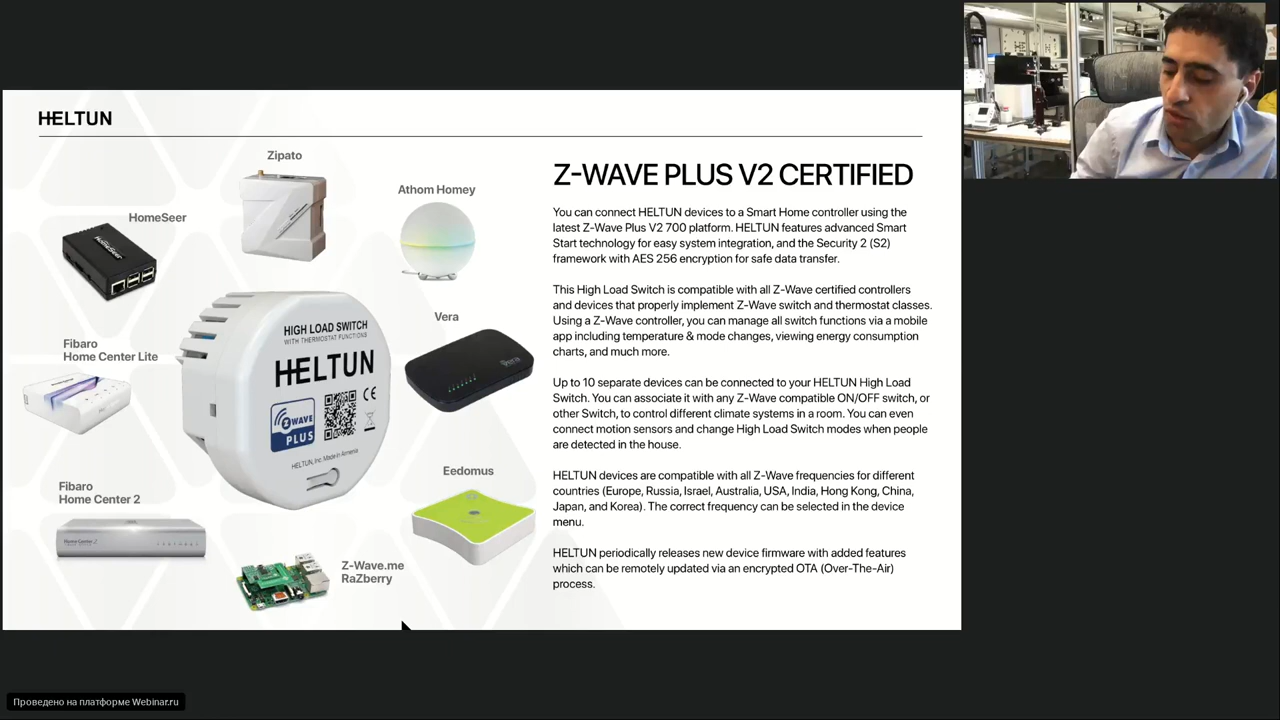 HELTUN
Zipato
Athom Homey
HomeSeer
HomeSeer
Vera
HIGH LOAD SWITCH
WITH THERMOSTAT FUNCTIONS
HELTUN
Fibaro
Home Center Lite
vera
Z-WAVE
PLUS
CE
HELTUN, Inc. Made in Armenia
Eedomus
Fibaro
Home Center 2
Home Center 2
Z-Wave.me
RaZberry
Z-WAVE PLUS V2 CERTIFIED
You can connect HELTUN devices to a Smart Home controller using the
latest Z-Wave Plus V2 700 platform. HELTUN features advanced Smart
Start technology for easy system integration, and the Security 2 (S2)
framework with AES 256 encryption for safe data transfer.
This High Load Switch is compatible with all Z-Wave certified controllers
and devices that properly implement Z-Wave switch and thermostat classes.
Using a Z-Wave controller, you can manage all switch functions via a mobile
app including temperature & mode changes, viewing energy consumption
charts, and much more.
Up to 10 separate devices can be connected to your HELTUN High Load
Switch. You can associate it with any Z-Wave compatible ON/OFF switch, or
other Switch, to control different climate systems in a room. You can even
connect motion sensors and change High Load Switch modes when people
are detected in the house.
HELTUN devices are compatible with all Z-Wave frequencies for different
countries (Europe, Russia, Israel, Australia, USA, India, Hong Kong, China,
Japan, and Korea). The correct frequency can be selected in the device
menu.
HELTUN periodically releases new device firmware with added features
which can be remotely updated via an encrypted OTA (Over-The-Air)
process.
Проведено на платформе Webinar.ru